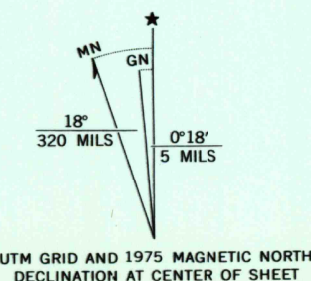 MN
GN
18°
320 MILS
0°18'
5 MILS
UTM GRID AND 1975 MAGNETIC NORTH
DECLINATION AT CENTER OF SHEET